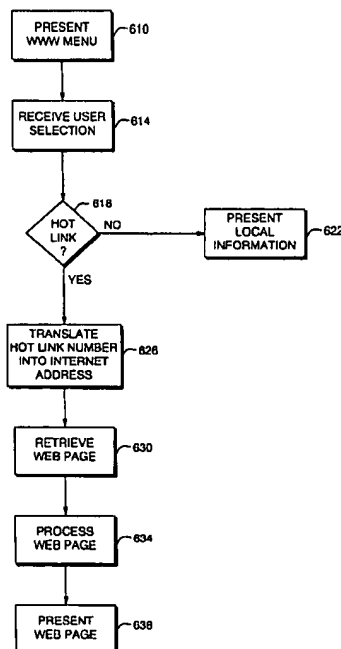 PRESENT
WWW MENU
610
RECEIVE USER
SELECTION
614
618
HOT
LINK
?
NO
PRESENT
LOCAL
INFORMATION
622
YES
TRANSLATE
HOT LINK NUMBER
INTO INTERNET
ADDRESS
626
RETRIEVE
WEB PAGE
630
PROCESS
WEB PAGE
634
PRESENT
WEB PAGE
638